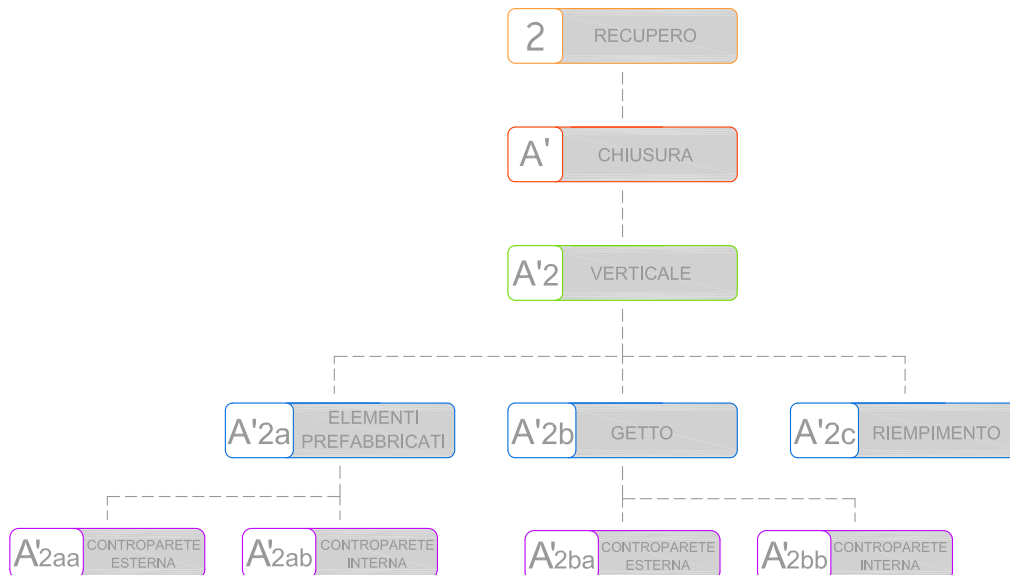 2 RECUPERO
A' CHIUSURA
A'2 VERTICALE
A'2a ELEMENTI
PREFABBRICATI
A'2b GETTO
A'2c RIEMPIMENTO
A'2aa CONTROPARETE
ESTERNA
A'2ab CONTROPARETE
INTERNA
A'2ba CONTROPARETE
ESTERNA
A'2bb CONTROPARETE
INTERNA